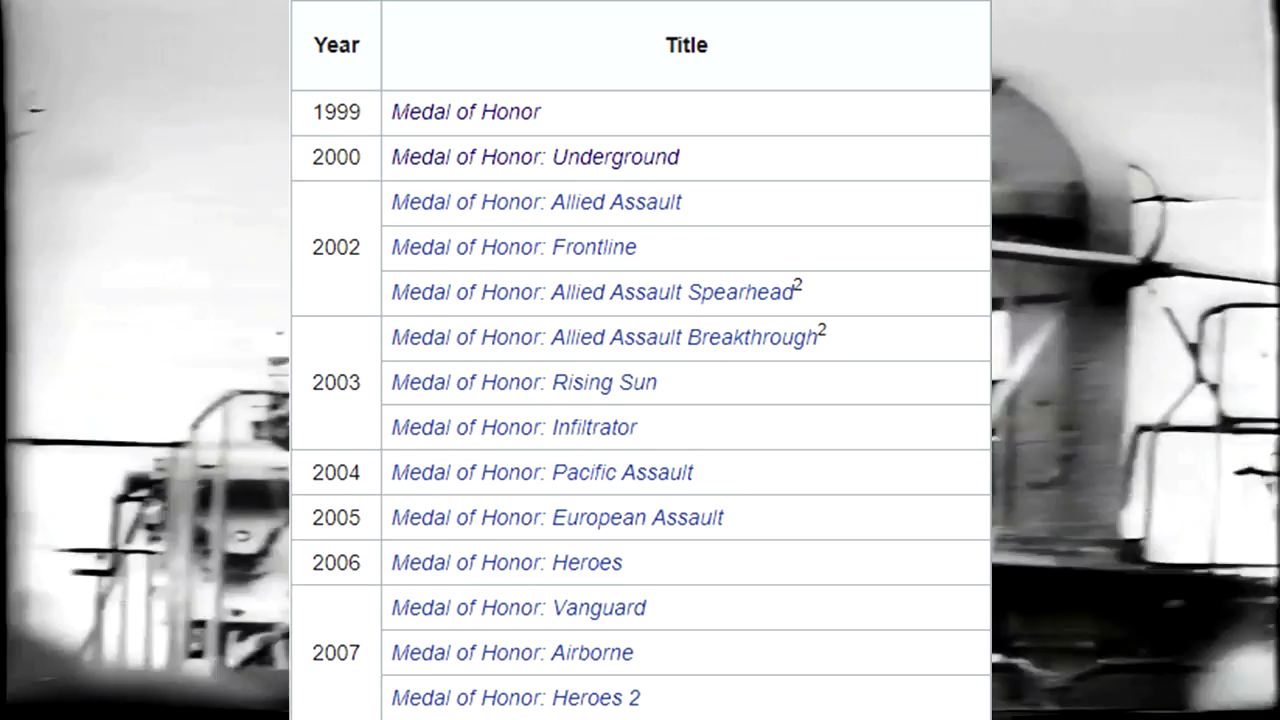 Year Title
1999 Medal of Honor
2000 Medal of Honor: Underground
Medal of Honor: Allied Assault
2002 Medal of Honor: Frontline
Medal of Honor: Allied Assault Spearhead²
Medal of Honor: Allied Assault Breakthrough²
2003 Medal of Honor: Rising Sun
Medal of Honor: Infiltrator
2004 Medal of Honor: Pacific Assault
2005 Medal of Honor: European Assault
2006 Medal of Honor: Heroes
Medal of Honor: Vanguard
2007 Medal of Honor: Airborne
Medal of Honor: Heroes 2